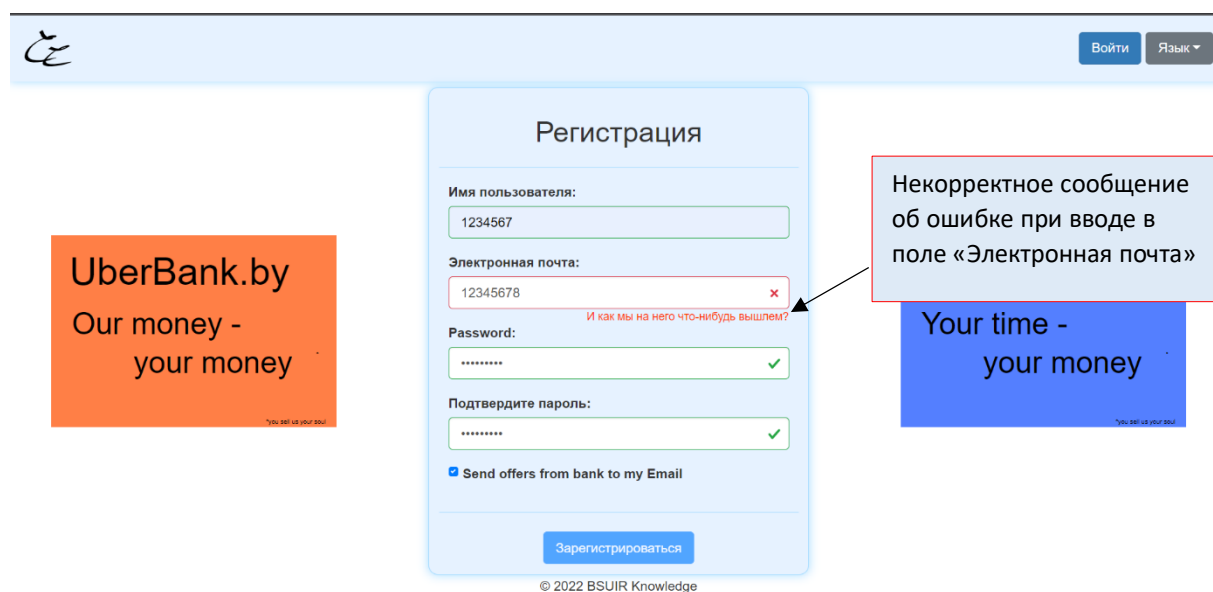 Войти
Язык
Регистрация
Имя пользователя:
1234567
Электронная почта:
12345678
И как мы на него что-нибудь вышлем?
Password:
Подтвердите пароль:
Send offers from bank to my Email
Зарегистрироваться
© 2022 BSUIR Knowledge
UberBank.by
Our money -
your money
*you sell us your soul
Некорректное сообщение
об ошибке при вводе в
поле «Электронная почта»
Your time -
your money
*you sell us your soul